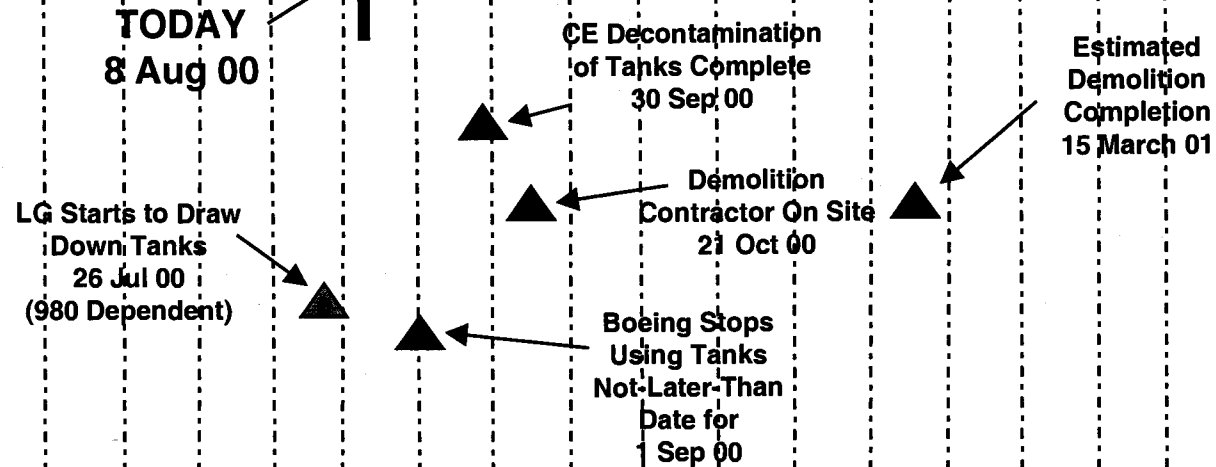 TODAY
8 Aug 00
CE Decontamination
of Tanks Complete
30 Sep 00
Estimated
Demolition
Completion
15 March 01
Demolition
Contractor On Site
21 Oct 00
LG Starts to Draw
Down Tanks
26 Jul 00
(980 Dependent)
Boeing Stops
Using Tanks
Not-Later-Than
Date for
1 Sep 00